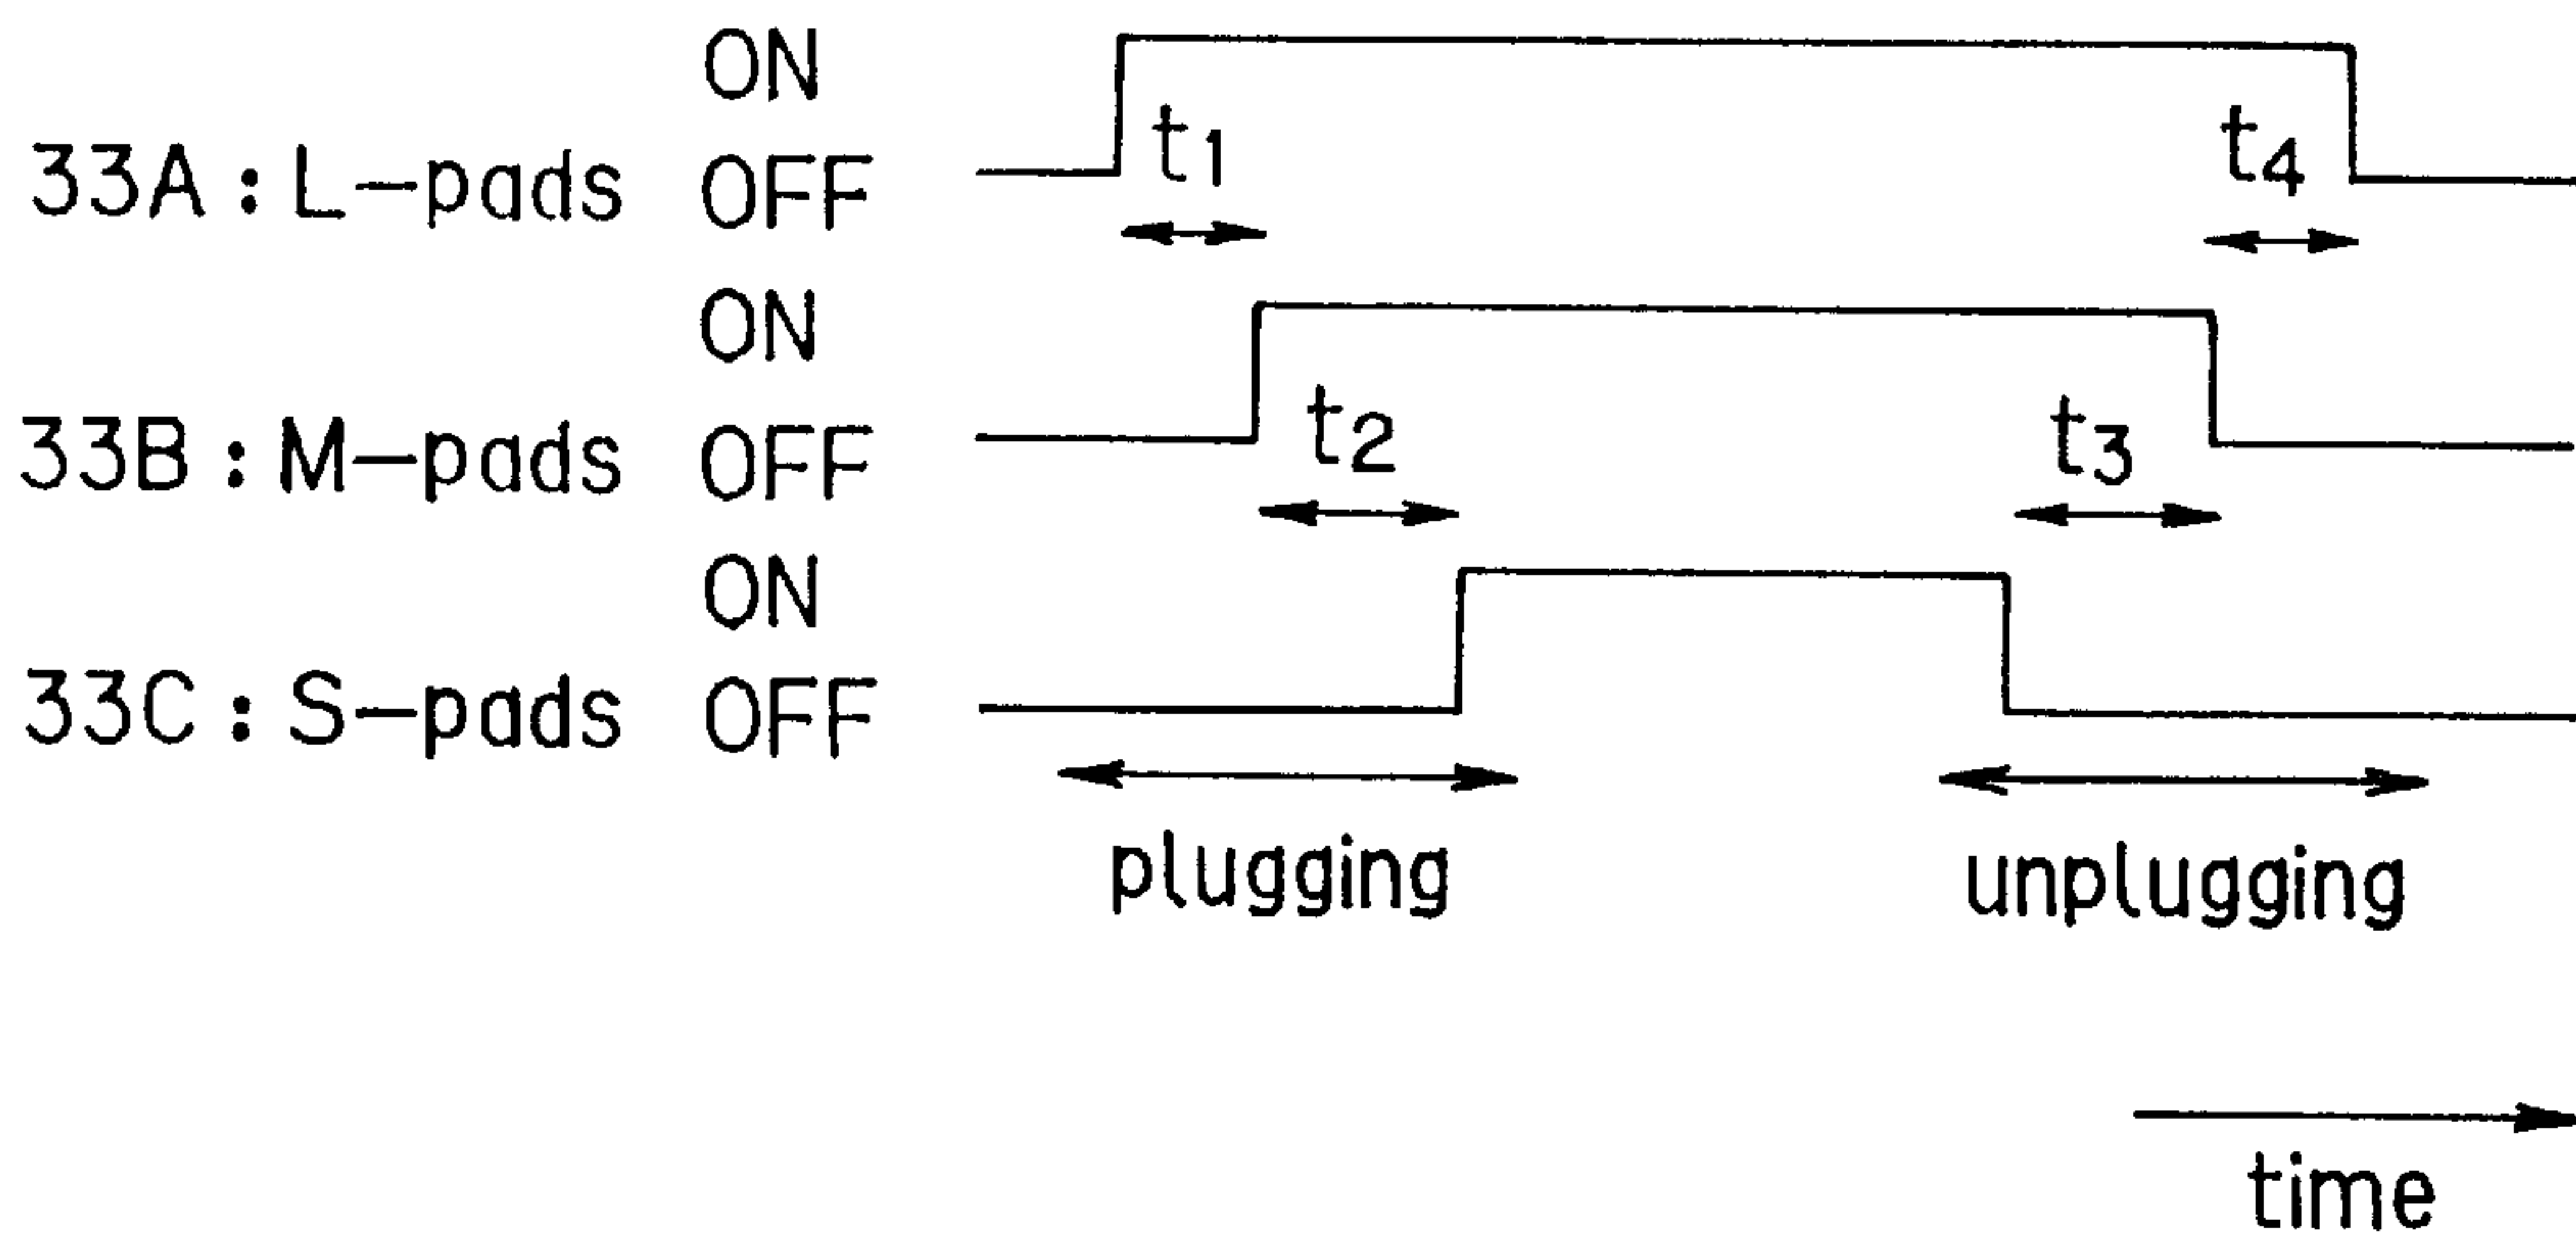 ON
33A : L-pads OFF
t1
t4
ON
33B : M-pads OFF
t2
t3
ON
33C : S-pads OFF
plugging
unplugging
time